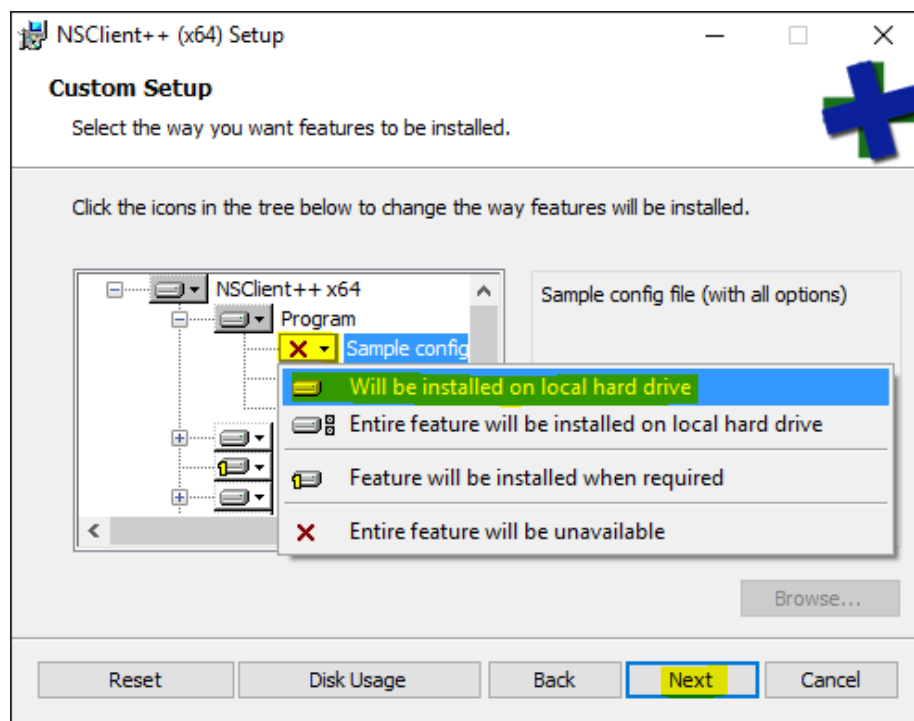 NSClient++ (x64) Setup
Custom Setup
Select the way you want features to be installed.
Click the icons in the tree below to change the way features will be installed.
NSClient++ x64
Sample config file (with all options)
Program
Sample config
Will be installed on local hard drive
Entire feature will be installed on local hard drive
Feature will be installed when required
Entire feature will be unavailable
Browse...
Reset
Disk Usage
Back
Next
Cancel